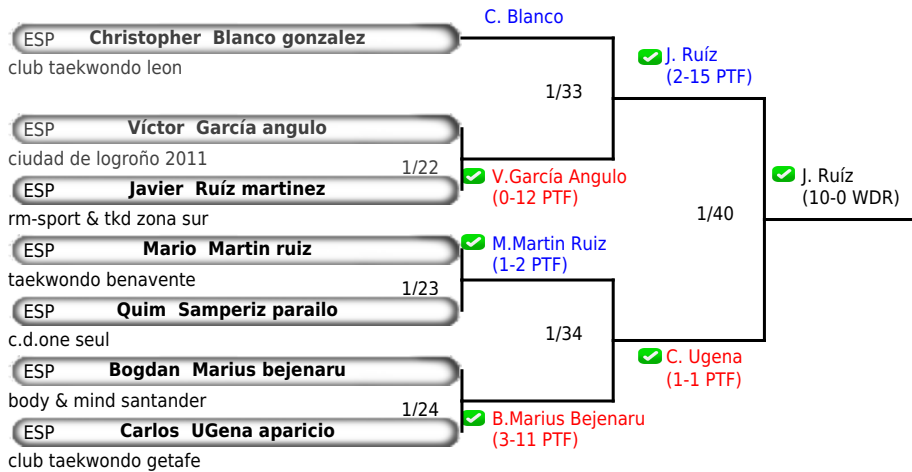 C. Blanco
ESP Christopher Blanco gonzalez
club taekwondo leon
J. Ruíz
(2-15 PTF)
1/33
ESP Víctor García angulo
ciudad de logroño 2011
1/22
V.García Angulo
(0-12 PTF)
ESP Javier Ruíz martinez
rm-sport & tkd zona sur
J. Ruíz
(10-0 WDR)
1/40
ESP Mario Martin ruiz
taekwondo benavente
M.Martin Ruiz
(1-2 PTF)
1/23
ESP Quim Samperiz parailo
c.d.one seul
1/34
C. Ugena
(1-1 PTF)
ESP Bogdan Marius bejenaru
body & mind santander
1/24
B.Marius Bejenaru
(3-11 PTF)
ESP Carlos UGena aparicio
club taekwondo getafe